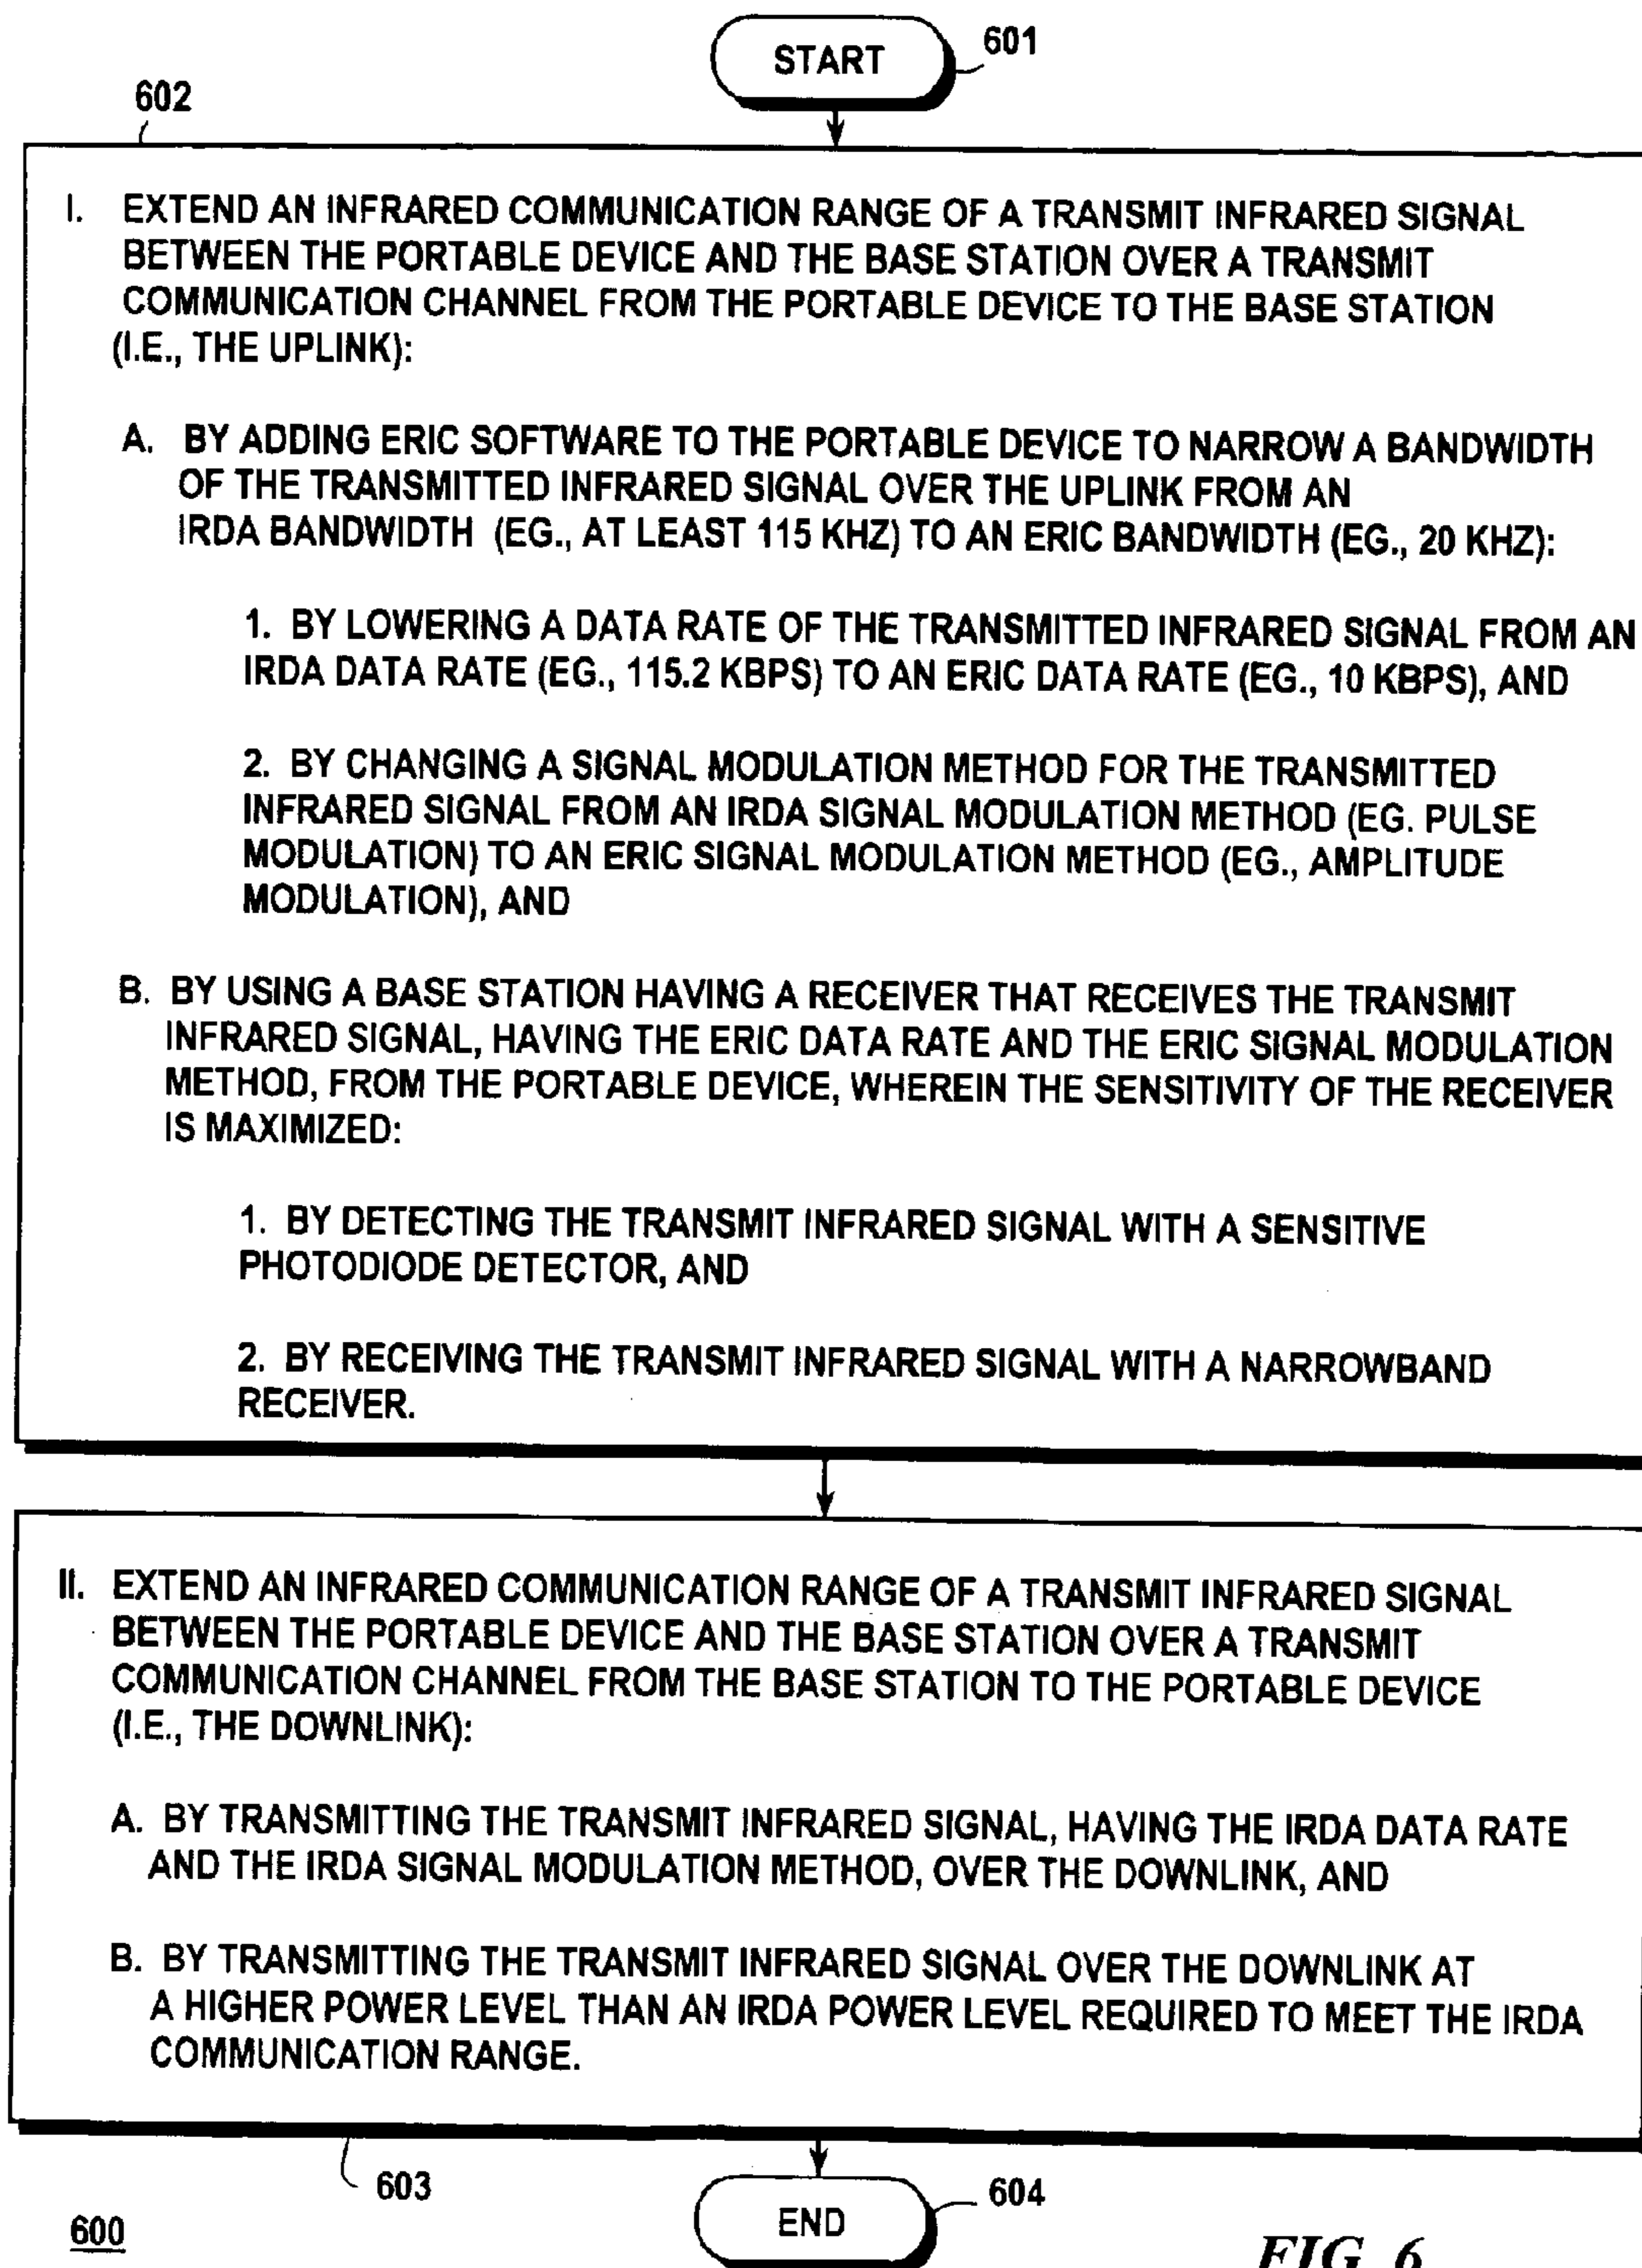 START
601
602
I. EXTEND AN INFRARED COMMUNICATION RANGE OF A TRANSMIT INFRARED SIGNAL
BETWEEN THE PORTABLE DEVICE AND THE BASE STATION OVER A TRANSMIT
COMMUNICATION CHANNEL FROM THE PORTABLE DEVICE TO THE BASE STATION
(I.E., THE UPLINK):
A. BY ADDING ERIC SOFTWARE TO THE PORTABLE DEVICE TO NARROW A BANDWIDTH
OF THE TRANSMITTED INFRARED SIGNAL OVER THE UPLINK FROM AN
IRDA BANDWIDTH (EG., AT LEAST 115 KHZ) TO AN ERIC BANDWIDTH (EG., 20 KHZ):
1. BY LOWERING A DATA RATE OF THE TRANSMITTED INFRARED SIGNAL FROM AN
IRDA DATA RATE (EG., 115.2 KBPS) TO AN ERIC DATA RATE (EG., 10 KBPS), AND
2. BY CHANGING A SIGNAL MODULATION METHOD FOR THE TRANSMITTED
INFRARED SIGNAL FROM AN IRDA SIGNAL MODULATION METHOD (EG. PULSE
MODULATION) TO AN ERIC SIGNAL MODULATION METHOD (EG., AMPLITUDE
MODULATION), AND
B. BY USING A BASE STATION HAVING A RECEIVER THAT RECEIVES THE TRANSMIT
INFRARED SIGNAL, HAVING THE ERIC DATA RATE AND THE ERIC SIGNAL MODULATION
METHOD, FROM THE PORTABLE DEVICE, WHEREIN THE SENSITIVITY OF THE RECEIVER
IS MAXIMIZED:
1. BY DETECTING THE TRANSMIT INFRARED SIGNAL WITH A SENSITIVE
PHOTODIODE DETECTOR, AND
2. BY RECEIVING THE TRANSMIT INFRARED SIGNAL WITH A NARROWBAND
RECEIVER.
II. EXTEND AN INFRARED COMMUNICATION RANGE OF A TRANSMIT INFRARED SIGNAL
BETWEEN THE PORTABLE DEVICE AND THE BASE STATION OVER A TRANSMIT
COMMUNICATION CHANNEL FROM THE BASE STATION TO THE PORTABLE DEVICE
(I.E., THE DOWNLINK):
A. BY TRANSMITTING THE TRANSMIT INFRARED SIGNAL, HAVING THE IRDA DATA RATE
AND THE IRDA SIGNAL MODULATION METHOD, OVER THE DOWNLINK, AND
B. BY TRANSMITTING THE TRANSMIT INFRARED SIGNAL OVER THE DOWNLINK AT
A HIGHER POWER LEVEL THAN AN IRDA POWER LEVEL REQUIRED TO MEET THE IRDA
COMMUNICATION RANGE.
603
END
604
600
FIG. 6